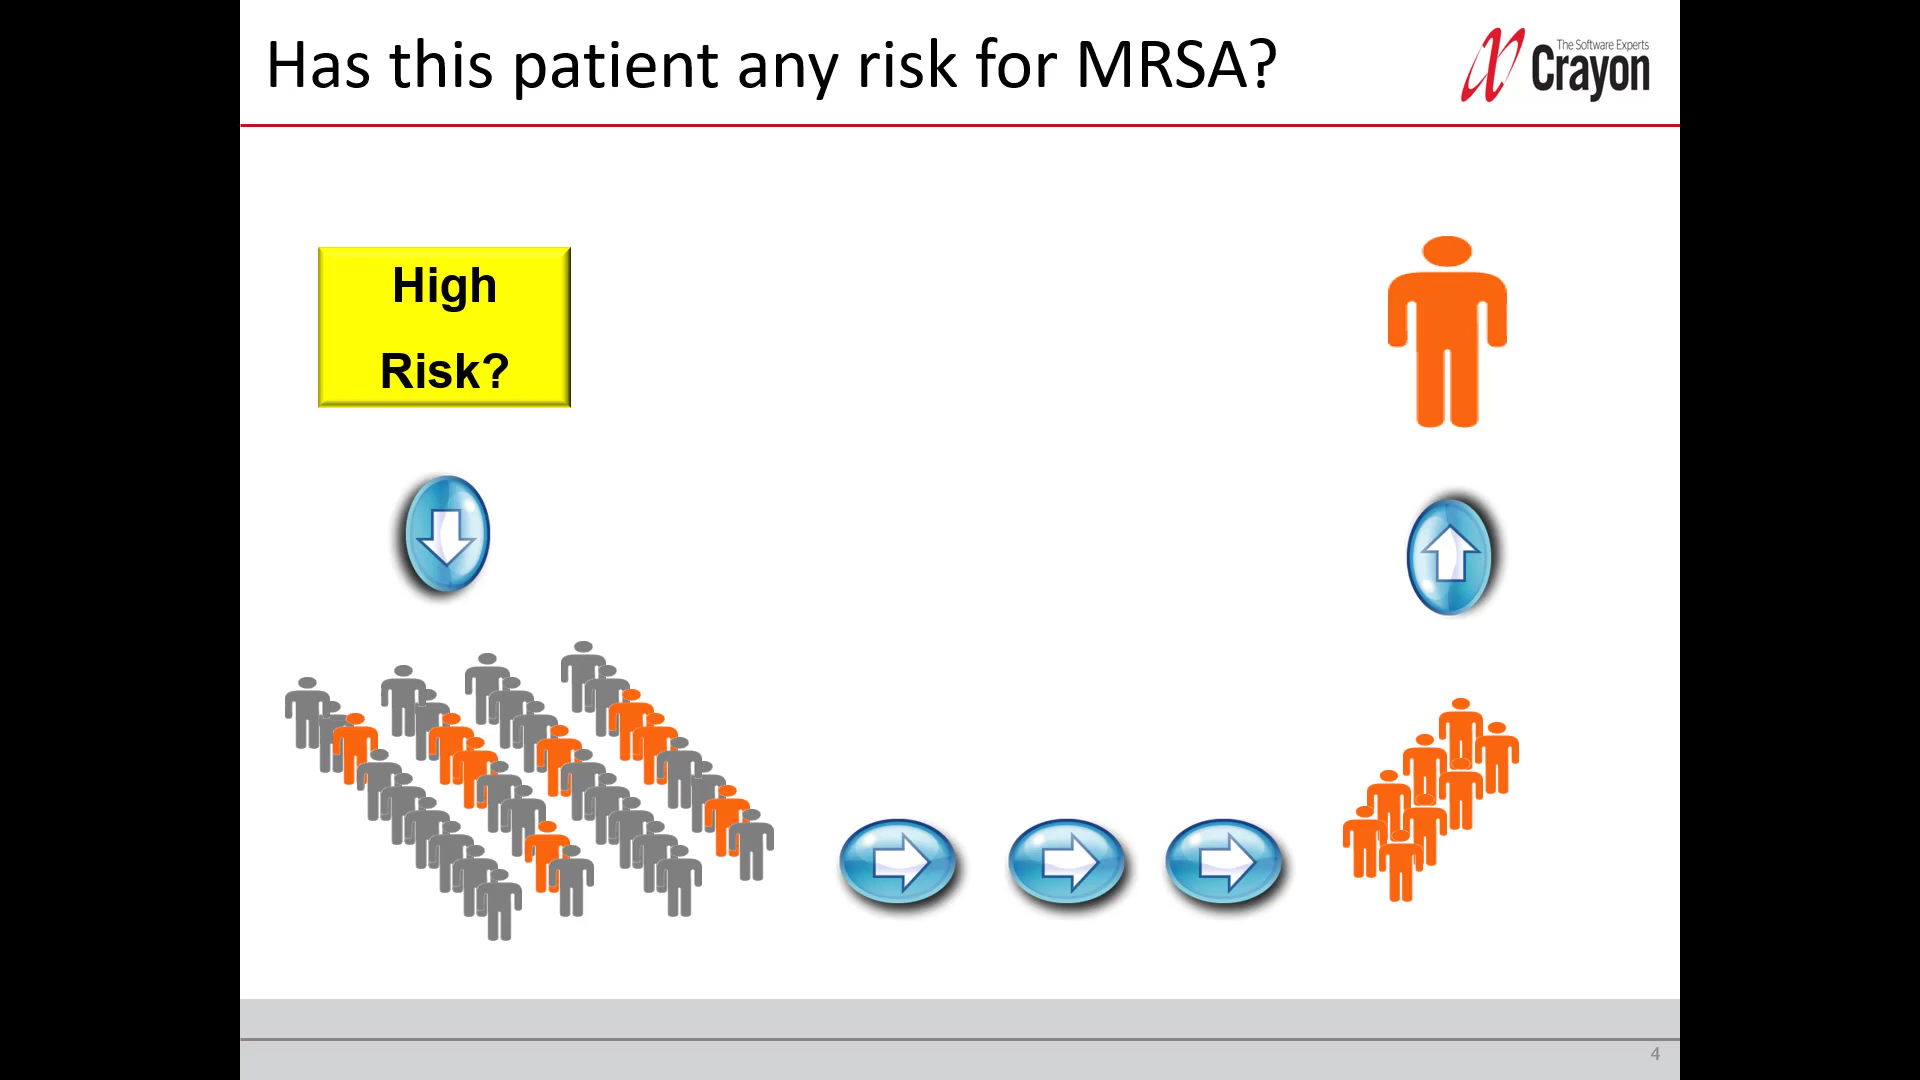 Has this patient any risk for MRSA?
The Software Experts
Crayon
High
Risk?
4